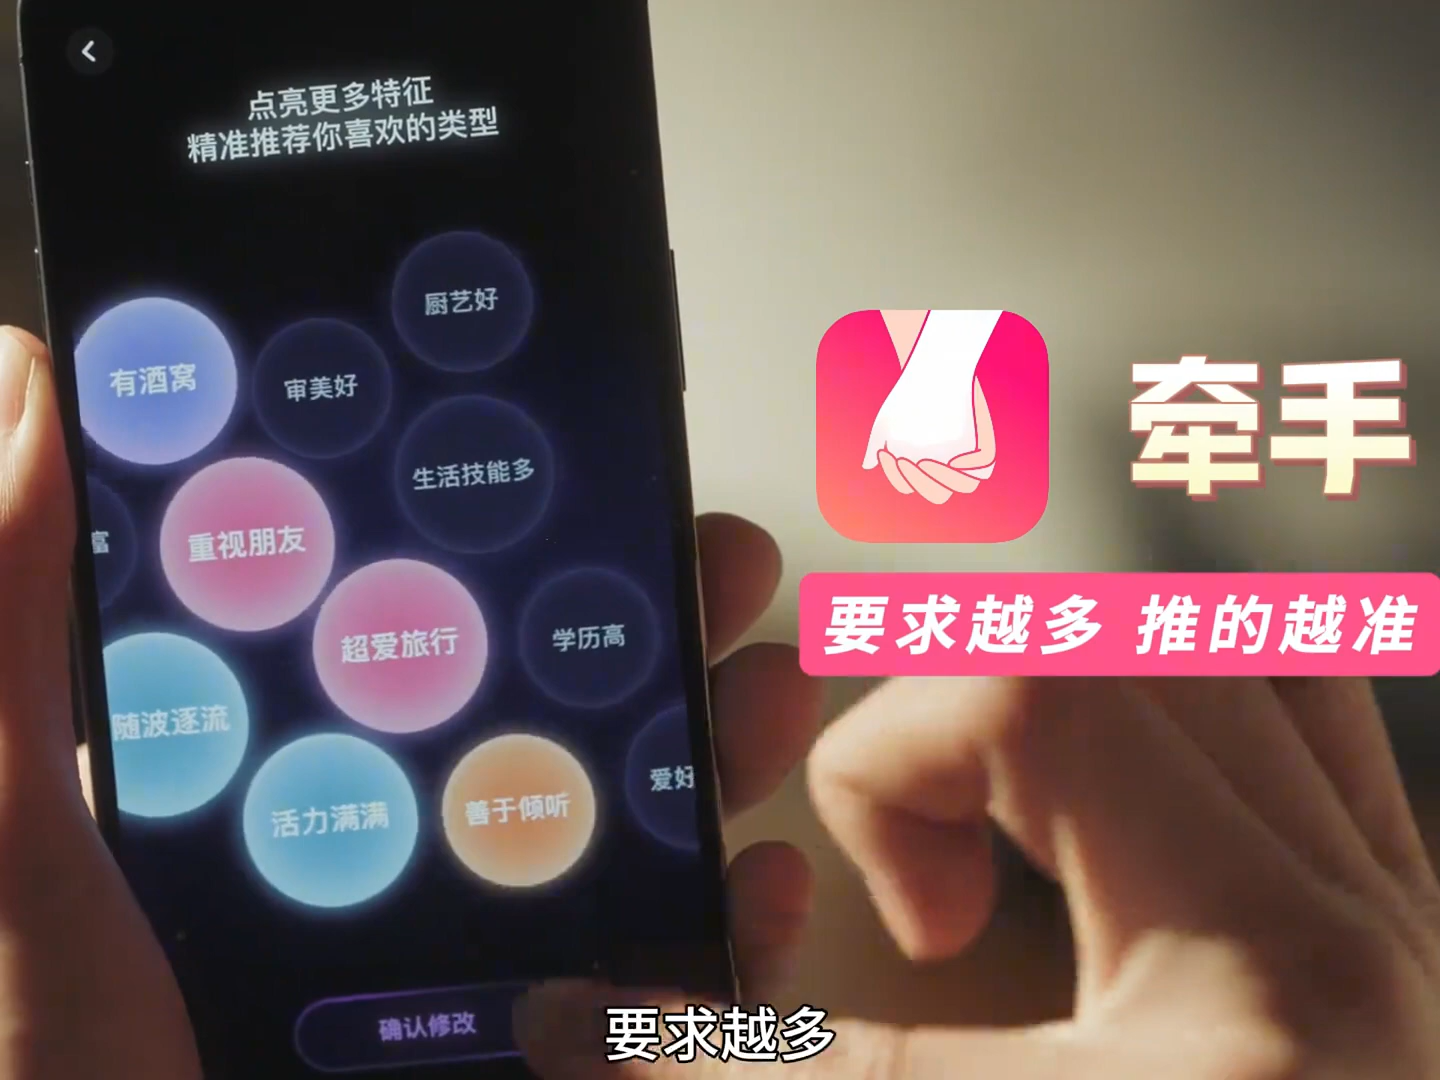 点亮更多特征
精准推荐你喜欢的类型
厨艺好
有酒窝
审美好
生活技能多
富
重视朋友
超爱旅行
学历高
随波逐流
爱好
活力满满
善于倾听
确认修改
牵手
要求越多 推的越准
要求越多